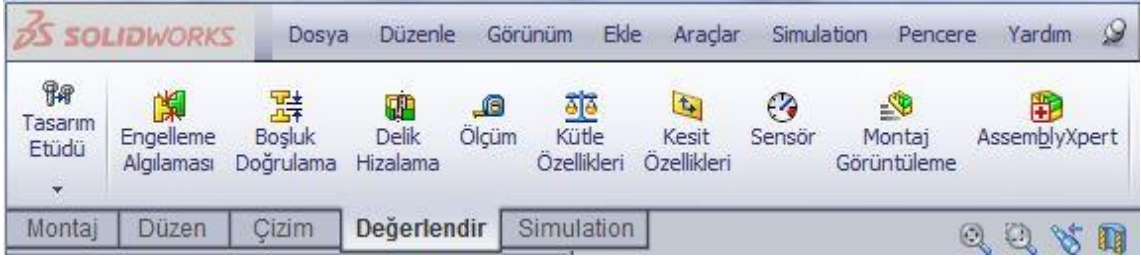 SOLIDWORKS Dosya Düzenle Görünüm Ekle Araçlar Simulation Pencere Yardım
Tasarım Etüdü
Engelleme Algılaması
Boşluk Doğrulama
Delik Hizalama
Ölçüm
Kütle Özellikleri
Kesit Özellikleri
Sensör
Montaj Görüntüleme
AssemblyXpert
Montaj Düzen Çizim Değerlendir Simulation